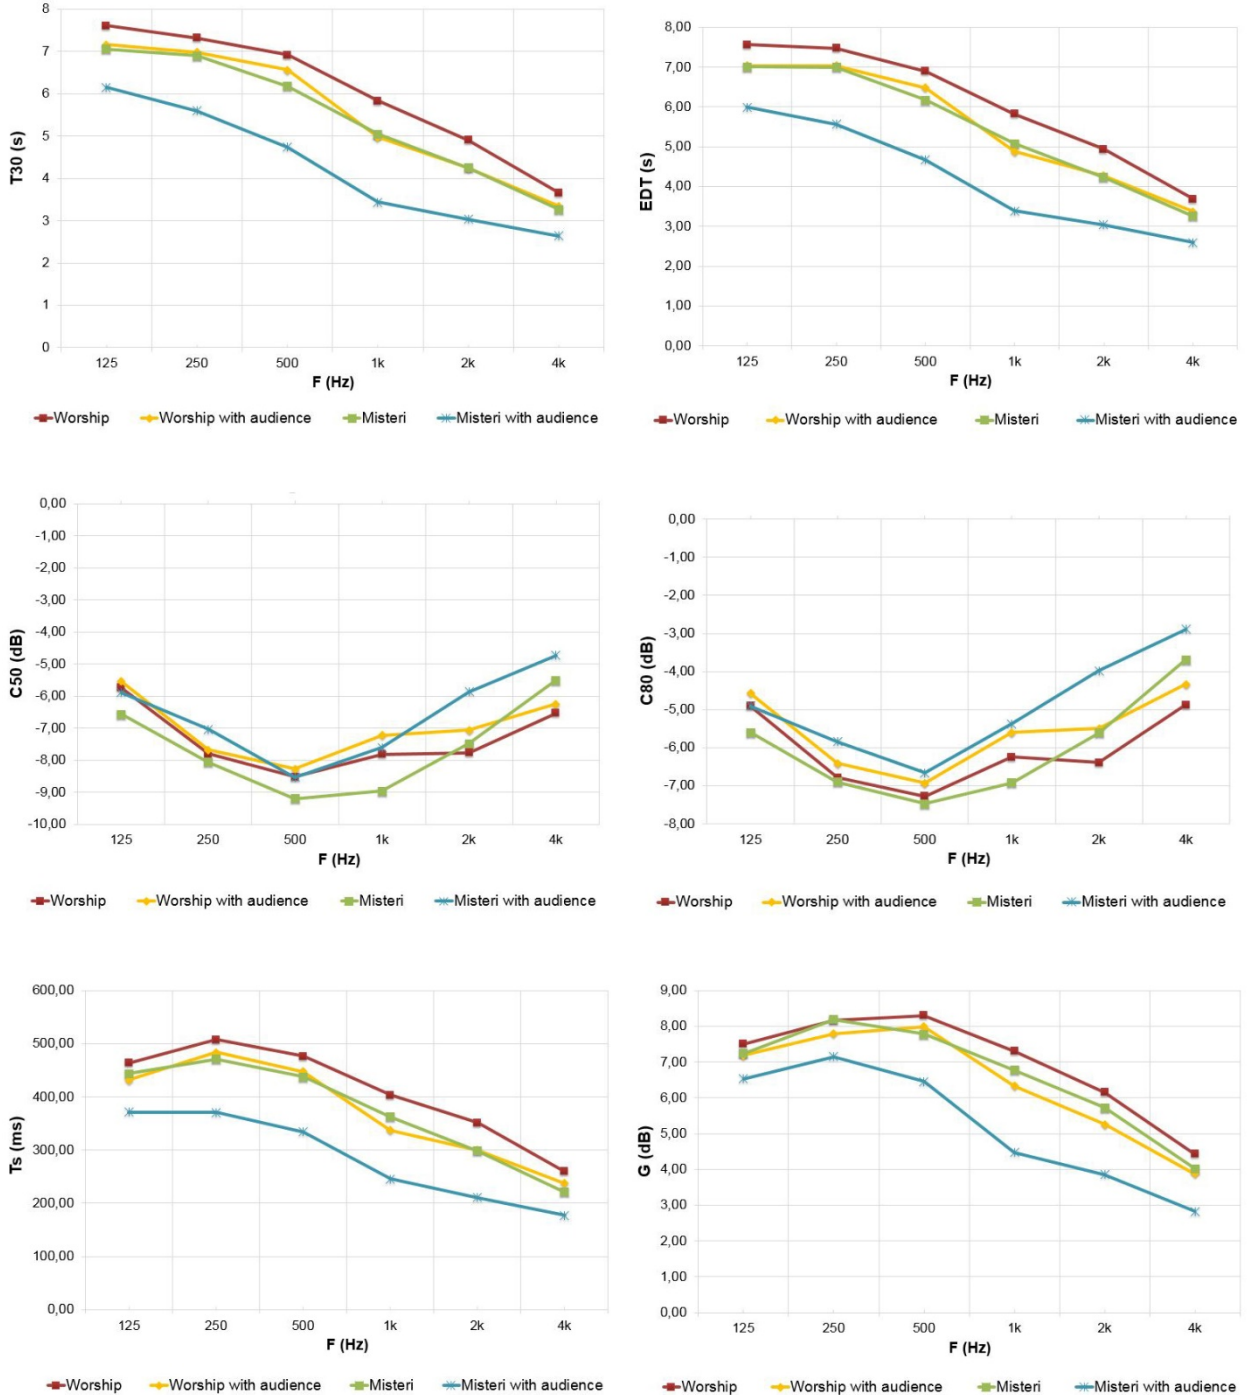 8
7
6
5
4
3
2
1
0
T30 (s)
125 250 500 1k 2k 4k
F (Hz)
Worship Worship with audience Misteri Misteri with audience
8,00
7,00
6,00
5,00
4,00
3,00
2,00
1,00
0,00
EDT (s)
125 250 500 1k 2k 4k
F (Hz)
Worship Worship with audience Misteri Misteri with audience
0,00
-1,00
-2,00
-3,00
-4,00
-5,00
-6,00
-7,00
-8,00
-9,00
-10,00
C50 (dB)
125 250 500 1k 2k 4k
F (Hz)
Worship Worship with audience Misteri Misteri with audience
0,00
-1,00
-2,00
-3,00
-4,00
-5,00
-6,00
-7,00
-8,00
C80 (dB)
125 250 500 1k 2k 4k
F (Hz)
Worship Worship with audience Misteri Misteri with audience
600,00
500,00
400,00
300,00
200,00
100,00
0,00
Ts (ms)
125 250 500 1k 2k 4k
F (Hz)
Worship Worship with audience Misteri Misteri with audience
9,00
8,00
7,00
6,00
5,00
4,00
3,00
2,00
1,00
0,00
G (dB)
125 250 500 1k 2k 4k
F (Hz)
Worship Worship with audience Misteri Misteri with audience